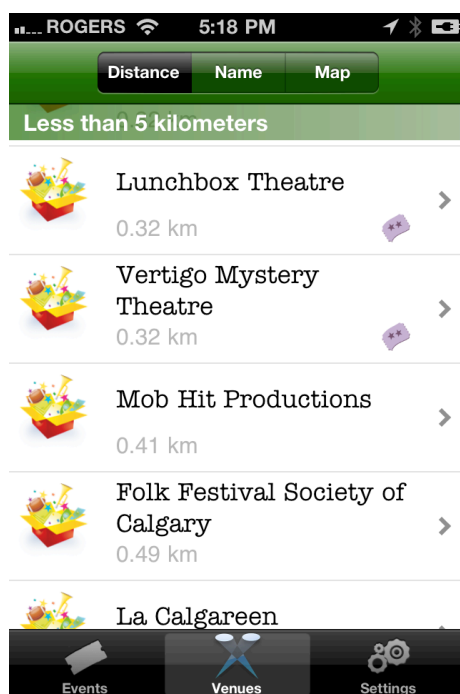 ROGERS 5:18 PM
Distance Name Map
Less than 5 kilometers
Lunchbox Theatre
0.32 km
Vertigo Mystery
Theatre
0.32 km
Mob Hit Productions
0.41 km
Folk Festival Society of
Calgary
0.49 km
La Calgareen
Events Venues Settings